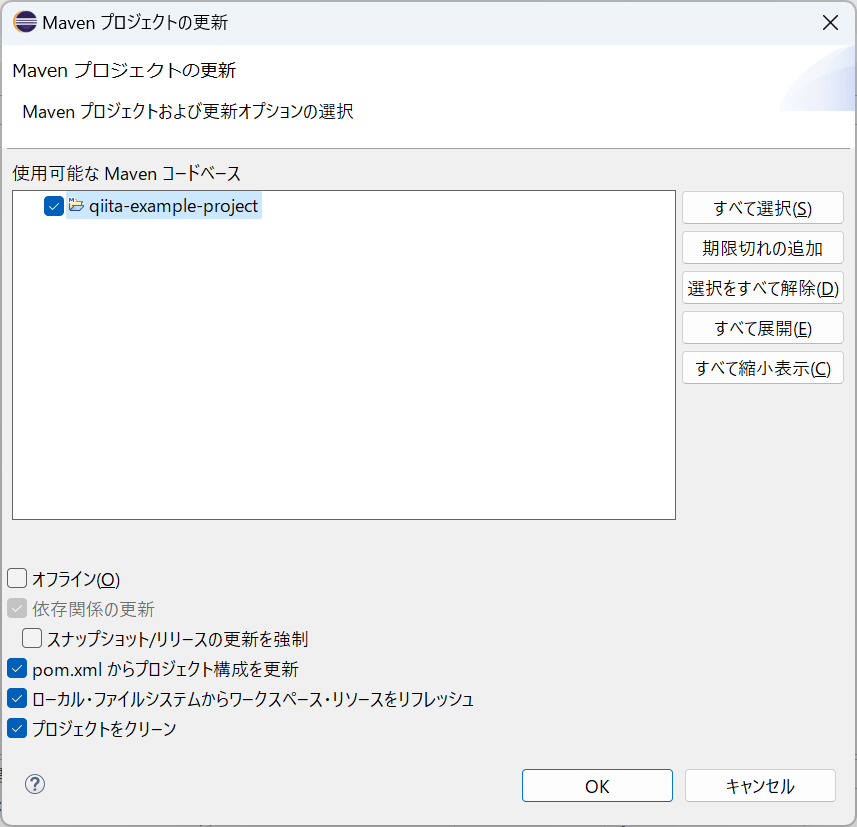 Maven プロジェクトの更新
Maven プロジェクトの更新
Maven プロジェクトおよび更新オプションの選択
使用可能な Maven コードベース
qiita-example-project
すべて選択(S)
期限切れの追加
選択をすべて解除(D)
すべて展開(E)
すべて縮小表示(C)
オフライン(O)
依存関係の更新
スナップショット/リリースの更新を強制
pom.xml からプロジェクト構成を更新
ローカル・ファイルシステムからワークスペース・リソースをリフレッシュ
プロジェクトをクリーン
OK
キャンセル